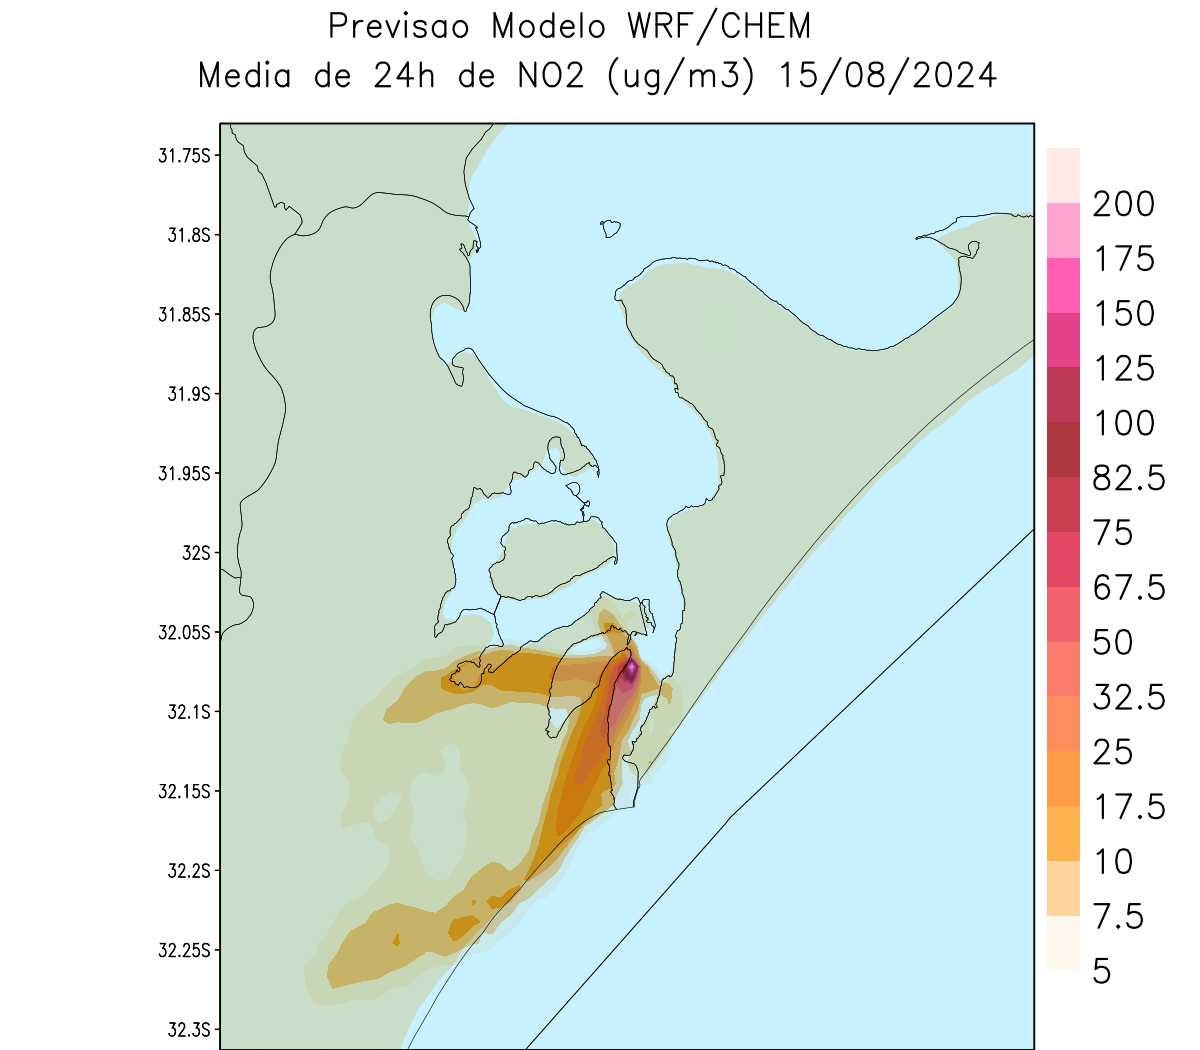 Previsao Modelo WRF/CHEM
Media de 24h de NO2 (ug/m3) 15/08/2024
31.75S
31.8S
31.85S
31.9S
31.95S
32S
32.05S
32.1S
32.15S
32.2S
32.25S
32.3S
200
175
150
125
100
82.5
75
67.5
50
32.5
25
17.5
10
7.5
5